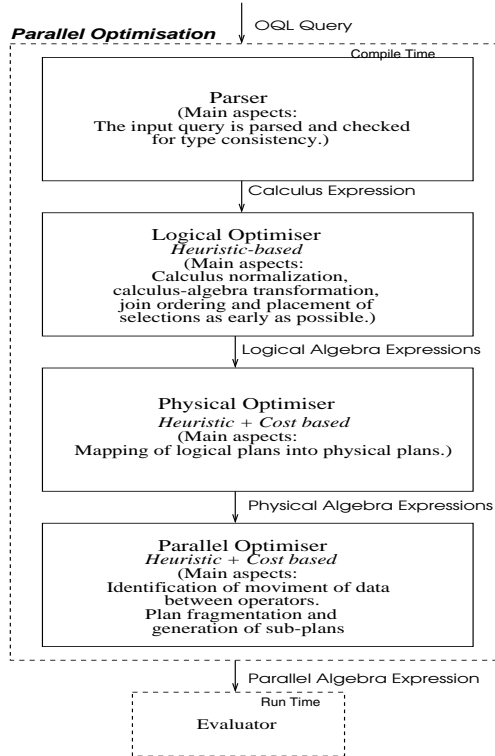 OQL Query
Parallel Optimisation
Compile Time
Parser
(Main aspects:
The input query is parsed and checked
for type consistency.)
Calculus Expression
Logical Optimiser
Heuristic-based
(Main aspects:
Calculus normalization,
calculus-algebra transformation,
join ordering and placement of
selections as early as possible.)
Logical Algebra Expressions
Physical Optimiser
Heuristic + Cost based
(Main aspects:
Mapping of logical plans into physical plans.)
Physical Algebra Expressions
Parallel Optimiser
Heuristic + Cost based
(Main aspects:
Identification of moviment of data
between operators.
Plan fragmentation and
generation of sub-plans
Parallel Algebra Expression
Run Time
Evaluator